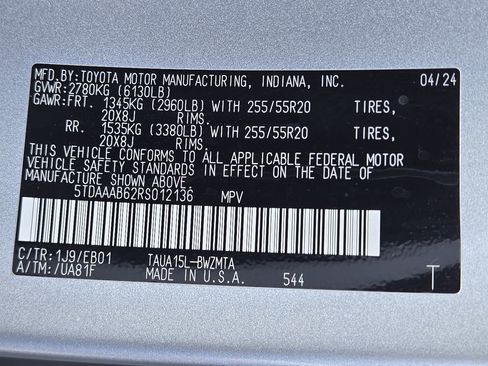 MFD.BY:TOYOTA MOTOR MANUFACTURING, INDIANA, INC. 04/24
GVWR:2780KG (6130LB)
GAWR:FRT. 1345KG (2960LB) WITH 255/55R20 TIRES,
20X8J RIMS.
RR. 1535KG (3380LB) WITH 255/55R20 TIRES,
20X8J RIMS.
THIS VEHICLE CONFORMS TO ALL APPLICABLE FEDERAL MOTOR
VEHICLE SAFETY STANDARDS IN EFFECT ON THE DATE OF
MANUFACTURE SHOWN ABOVE.
5TDAAAB62RS012136 MPV
C/TR:1J9/EB01 TAUA15L-BWZMTA
A/TM:/UA81F MADE IN U.S.A. 544 T